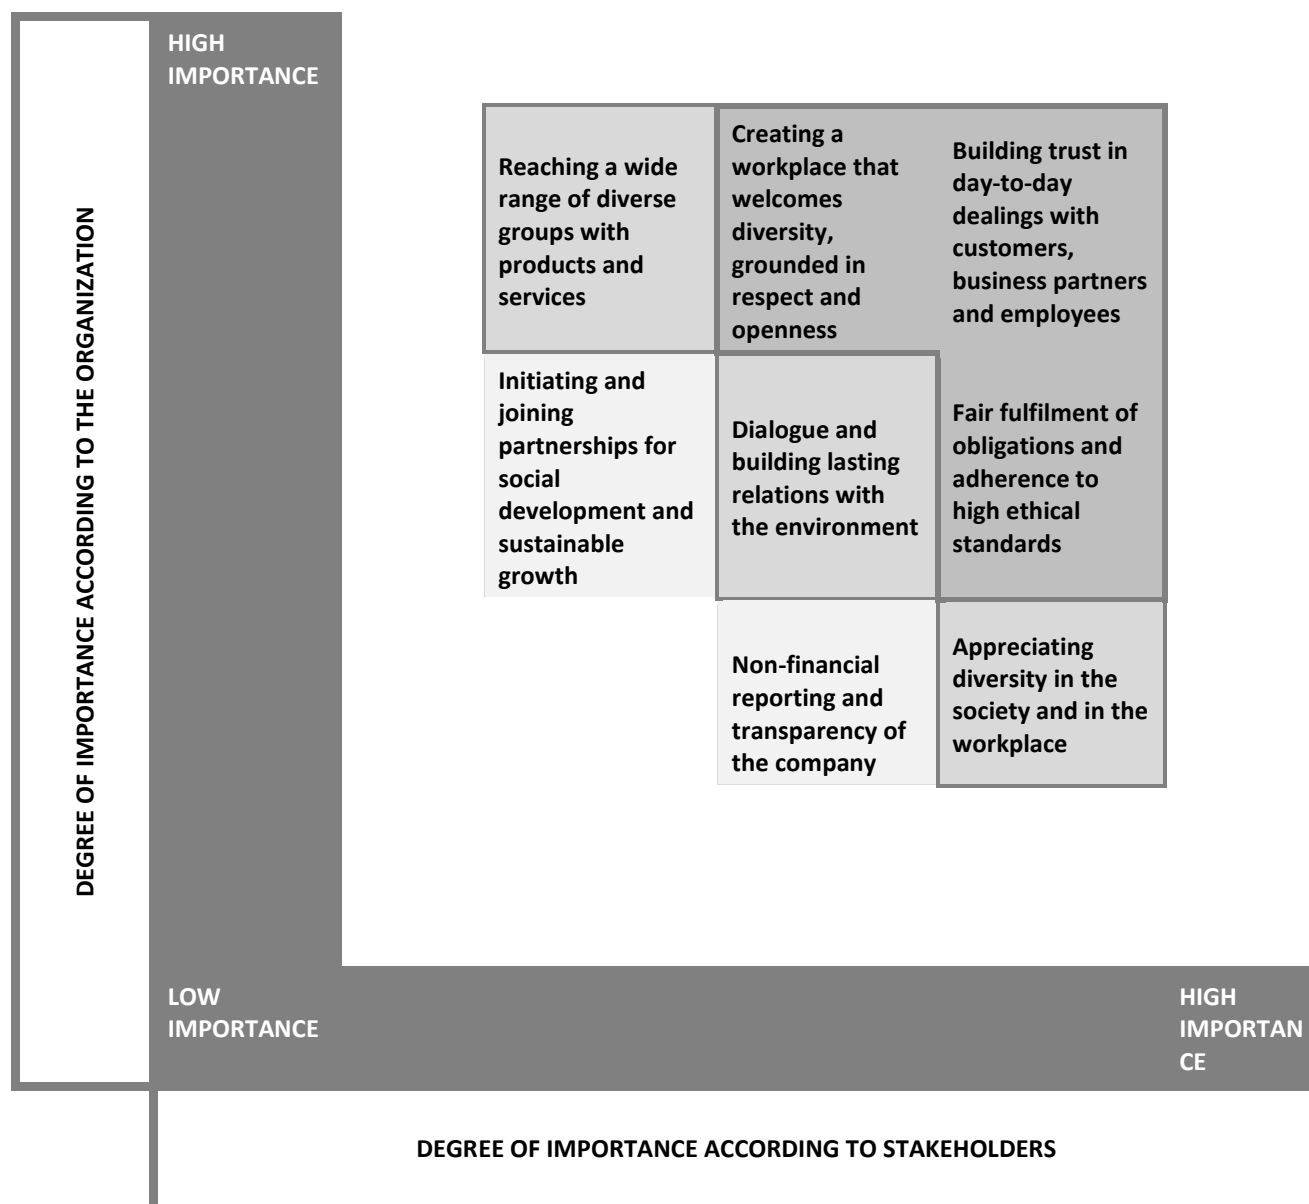 HIGH
IMPORTANCE
DEGREE OF IMPORTANCE ACCORDING TO THE ORGANIZATION
Reaching a wide
range of diverse
groups with
products and
services
Creating a
workplace that
welcomes
diversity,
grounded in
respect and
openness
Building trust in
day-to-day
dealings with
customers,
business partners
and employees
Initiating and
joining
partnerships for
social
development and
sustainable
growth
Dialogue and
building lasting
relations with
the environment
Fair fulfilment of
obligations and
adherence to
high ethical
standards
Non-financial
reporting and
transparency of
the company
Appreciating
diversity in the
society and in the
workplace
LOW
IMPORTANCE
HIGH
IMPORTAN
CE
DEGREE OF IMPORTANCE ACCORDING TO STAKEHOLDERS